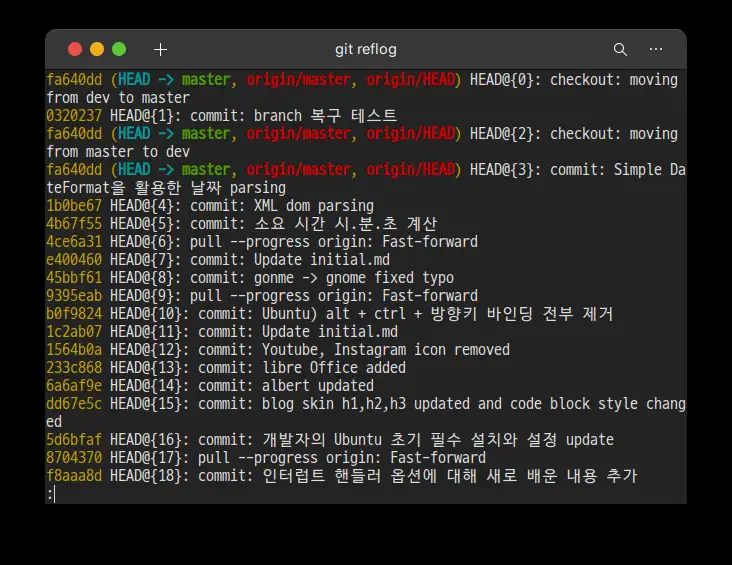 git reflog
fa640dd (HEAD -> master, origin/master, origin/HEAD) HEAD@{0}: checkout: moving
from dev to master
0320237 HEAD@{1}: commit: branch 복구 테스트
fa640dd (HEAD -> master, origin/master, origin/HEAD) HEAD@{2}: checkout: moving
from master to dev
fa640dd (HEAD -> master, origin/master, origin/HEAD) HEAD@{3}: commit: Simple Da
teFormat을 활용한 날짜 parsing
1b0be67 HEAD@{4}: commit: XML dom parsing
4b67f55 HEAD@{5}: commit: 소요 시간 시.분.초 계산
4ce6a31 HEAD@{6}: pull --progress origin: Fast-forward
e400460 HEAD@{7}: commit: Update initial.md
45bbf61 HEAD@{8}: commit: gonme -> gnome fixed typo
9395eab HEAD@{9}: pull --progress origin: Fast-forward
b0f9824 HEAD@{10}: commit: Ubuntu) alt + ctrl + 방향키 바인딩 전부 제거
1c2ab07 HEAD@{11}: commit: Update initial.md
1564b0a HEAD@{12}: commit: Youtube, Instagram icon removed
233c868 HEAD@{13}: commit: libre Office added
6a6af9e HEAD@{14}: commit: albert updated
dd67e5c HEAD@{15}: commit: blog skin h1,h2,h3 updated and code block style chang
ed
5d6bfaf HEAD@{16}: commit: 개발자의 Ubuntu 초기 필수 설치와 설정 update
8704370 HEAD@{17}: pull --progress origin: Fast-forward
f8aaa8d HEAD@{18}: commit: 인터럽트 핸들러 옵션에 대해 새로 배운 내용 추가
: